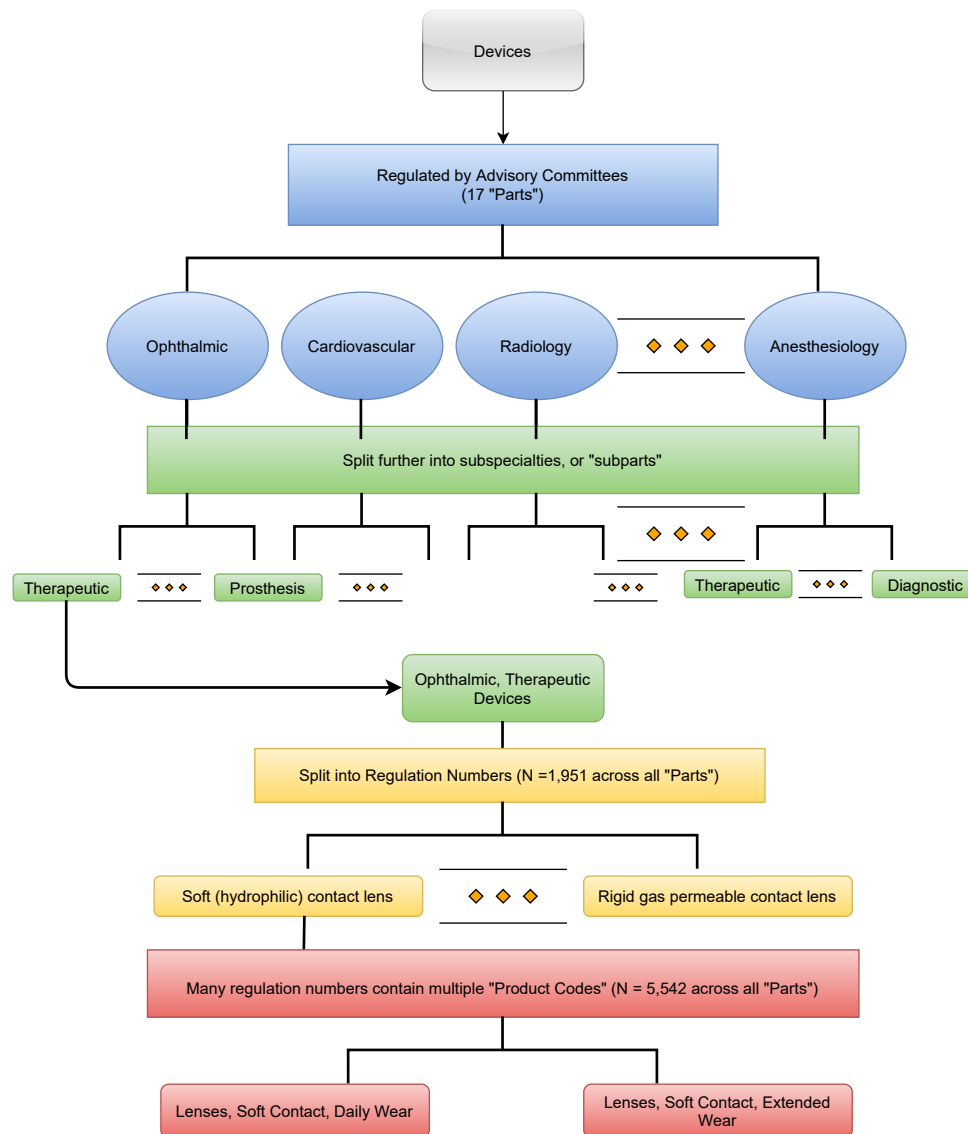 Devices
Regulated by Advisory Committees
(17 "Parts")
Ophthalmic
Cardiovascular
Radiology
Anesthesiology
Split further into subspecialties, or "subparts"
Therapeutic
Prosthesis
Therapeutic
Diagnostic
Ophthalmic, Therapeutic
Devices
Split into Regulation Numbers (N =1,951 across all "Parts")
Soft (hydrophilic) contact lens
Rigid gas permeable contact lens
Many regulation numbers contain multiple "Product Codes" (N = 5,542 across all "Parts")
Lenses, Soft Contact, Daily Wear
Lenses, Soft Contact, Extended
Wear